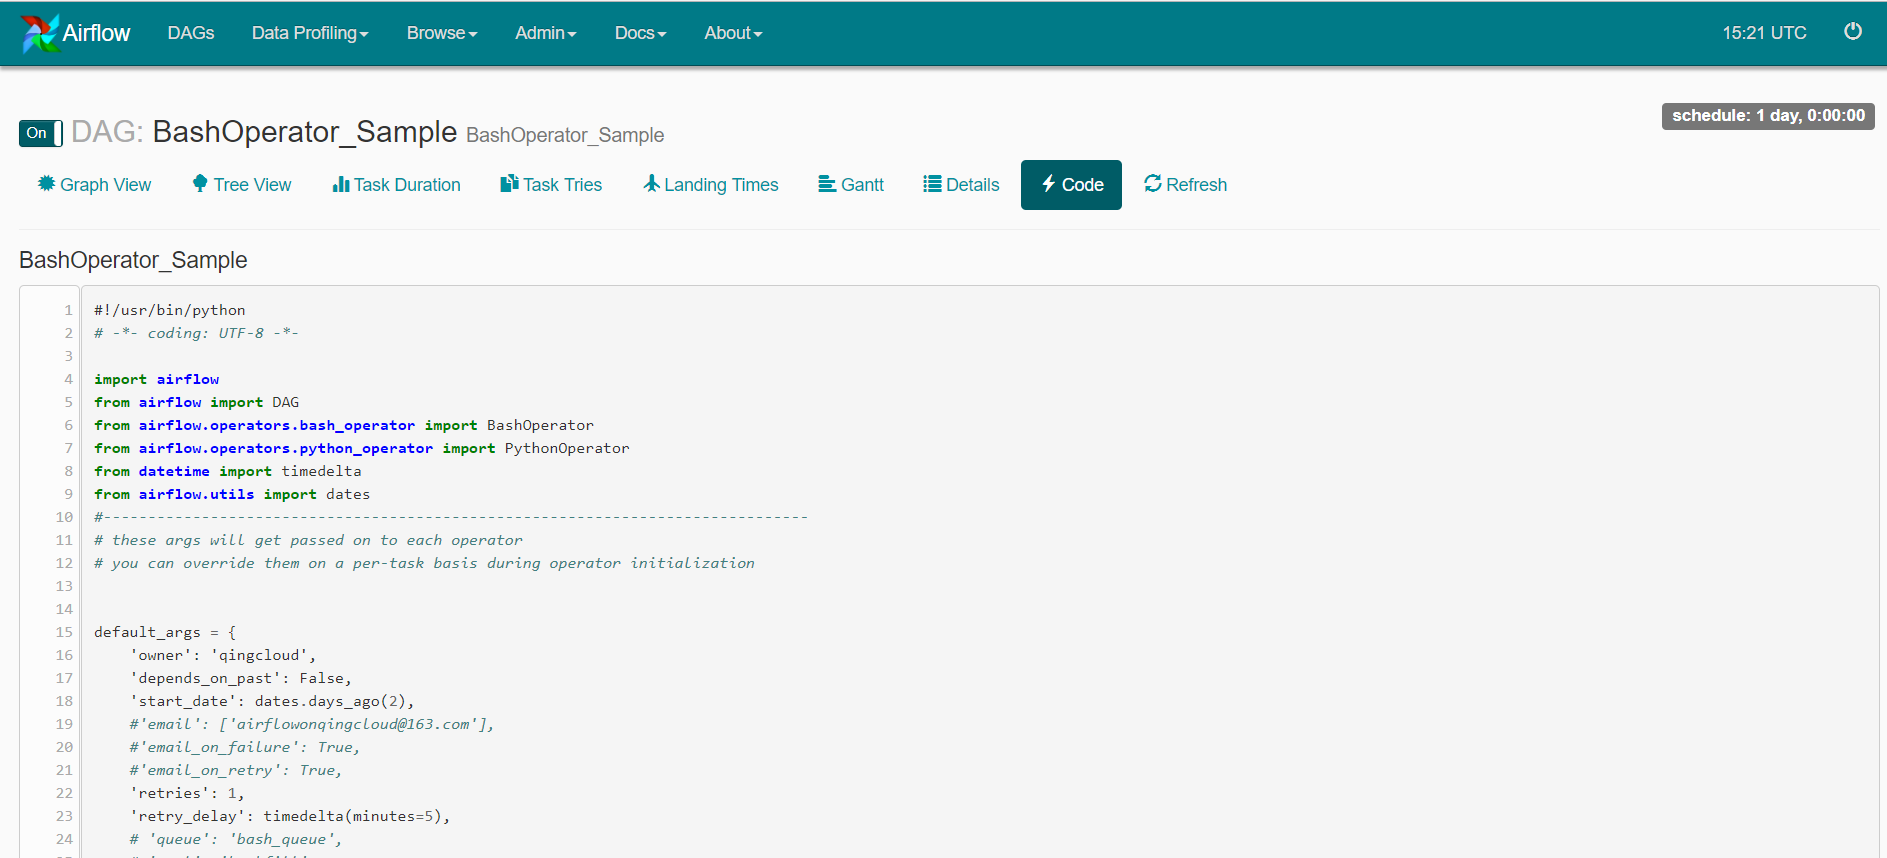 Airflow DAGs Data Profiling Browse Admin Docs About 15:21 UTC
schedule: 1 day, 0:00:00
On DAG: BashOperator_Sample BashOperator_Sample
Graph View Tree View Task Duration Task Tries Landing Times Gantt Details Code Refresh
BashOperator_Sample
1 #!/usr/bin/python
2 # -*- coding: UTF-8 -*-
3
4 import airflow
5 from airflow import DAG
6 from airflow.operators.bash_operator import BashOperator
7 from airflow.operators.python_operator import PythonOperator
8 from datetime import timedelta
9 from airflow.utils import dates
10 #-------------------------------------------------------------------------------
11 # these args will get passed on to each operator
12 # you can override them on a per-task basis during operator initialization
13
14
15 default_args = {
16     'owner': 'qingcloud',
17     'depends_on_past': False,
18     'start_date': dates.days_ago(2),
19     #'email': ['airflowonqingcloud@163.com'],
20     #'email_on_failure': True,
21     #'email_on_retry': True,
22     'retries': 1,
23     'retry_delay': timedelta(minutes=5),
24     # 'queue': 'bash_queue',